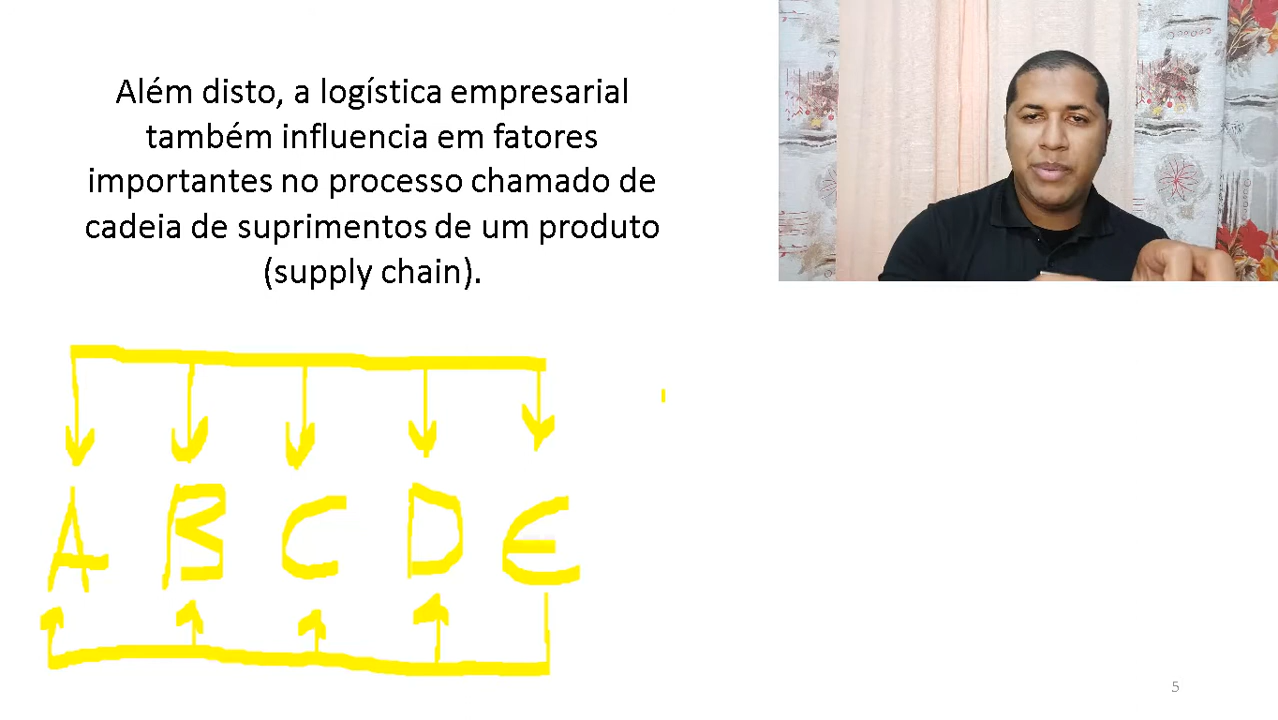 Além disto, a logística empresarial
também influencia em fatores
importantes no processo chamado de
cadeia de suprimentos de um produto
(supply chain).
A B C D E
5